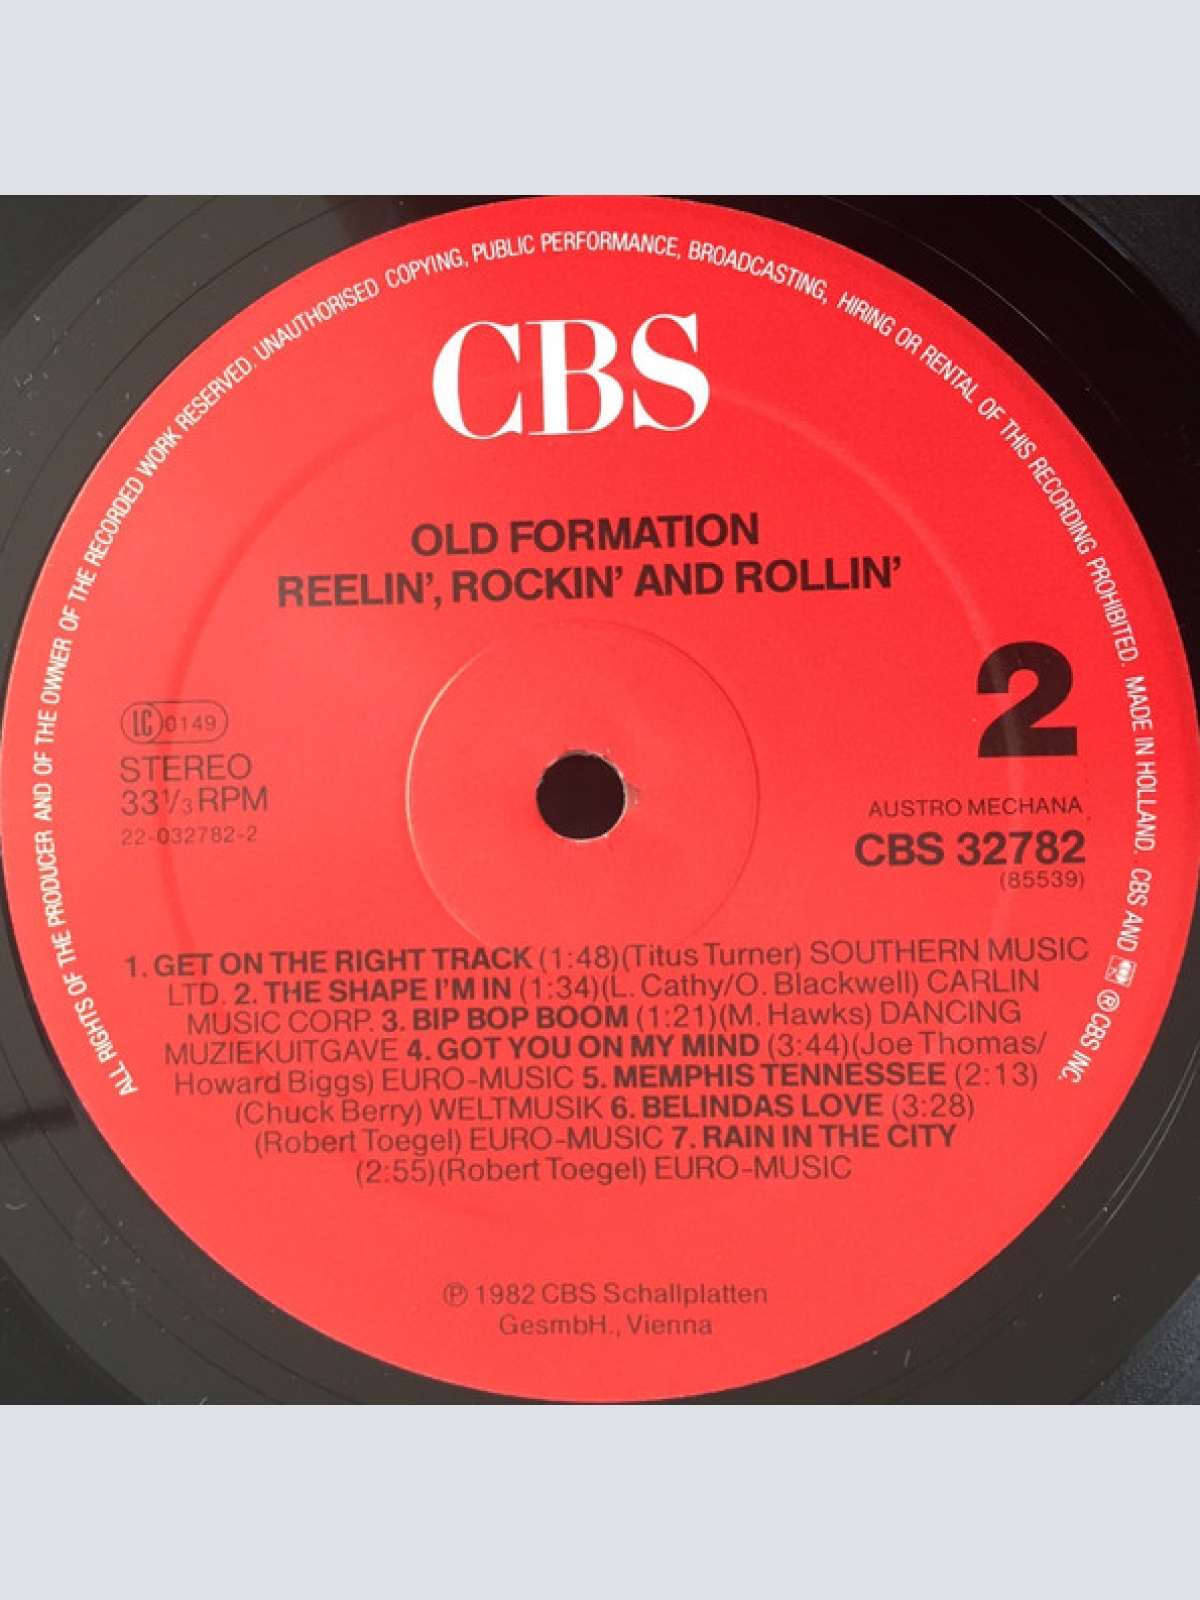 ALL RIGHTS OF THE PRODUCER AND OF THE OWNER OF THE RECORDED WORK RESERVED. UNAUTHORISED COPYING, PUBLIC PERFORMANCE, BROADCASTING, HIRING OR RENTAL OF THIS RECORDING PROHIBITED. MADE IN HOLLAND. CBS AND ® CBS INC.
CBS
OLD FORMATION
REELIN', ROCKIN' AND ROLLIN'
2
LC 0149
STEREO
33 1/3 RPM
22-032782-2
AUSTRO MECHANA
CBS 32782
(85539)
1. GET ON THE RIGHT TRACK (1:48)(Titus Turner) SOUTHERN MUSIC
LTD. 2. THE SHAPE I'M IN (1:34)(L. Cathy/O. Blackwell) CARLIN
MUSIC CORP. 3. BIP BOP BOOM (1:21)(M. Hawks) DANCING
MUZIEKUITGAVE 4. GOT YOU ON MY MIND (3:44)(Joe Thomas/
Howard Biggs) EURO-MUSIC 5. MEMPHIS TENNESSEE (2:13)
(Chuck Berry) WELTMUSIK 6. BELINDAS LOVE (3:28)
(Robert Toegel) EURO-MUSIC 7. RAIN IN THE CITY
(2:55)(Robert Toegel) EURO-MUSIC
℗ 1982 CBS Schallplatten
GesmbH., Vienna